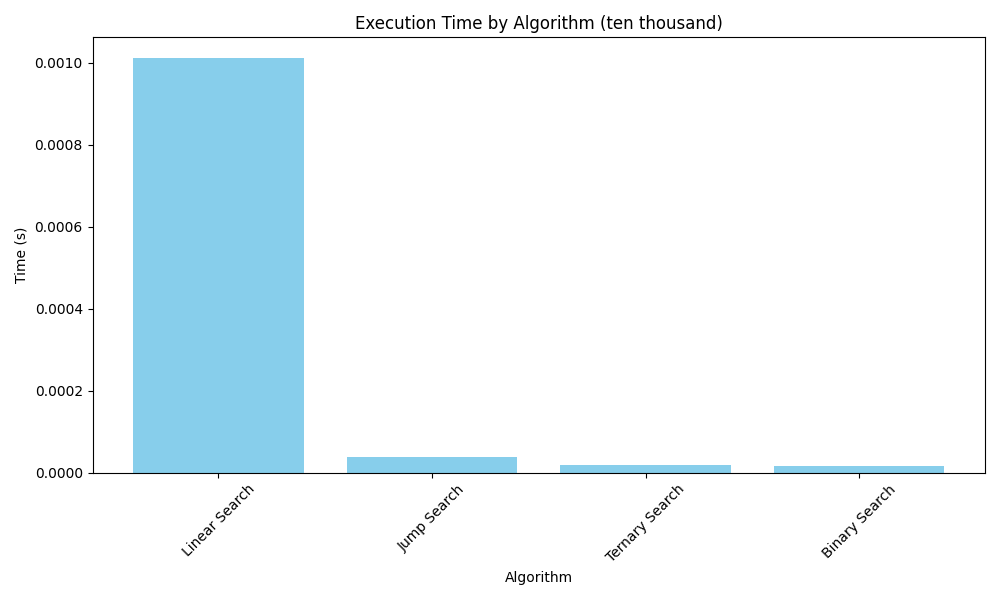 Execution Time by Algorithm (ten thousand)
0.0010
0.0008
0.0006
0.0004
0.0002
0.0000
Time (s)
Linear Search
Jump Search
Ternary Search
Binary Search
Algorithm